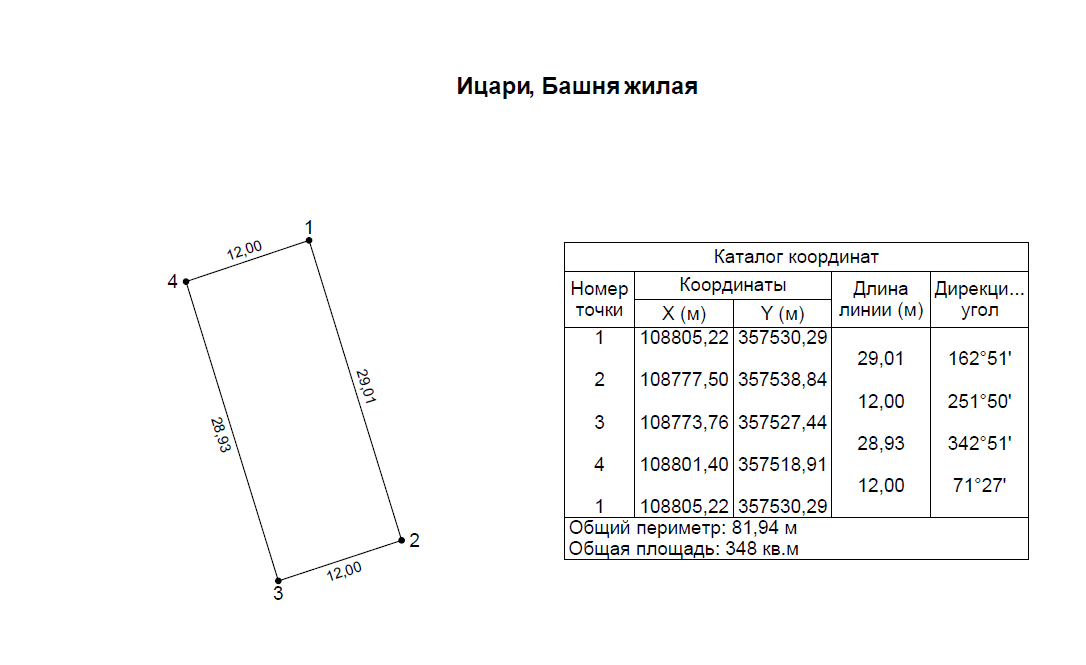 Ицари, Башня жилая
1
12,00
4
29,01
28,93
2
12,00
3
Каталог координат
Номер точки Координаты Длина линии (м) Дирекци... угол
X (м) Y (м)
1 108805,22 357530,29
29,01 162°51'
2 108777,50 357538,84
12,00 251°50'
3 108773,76 357527,44
28,93 342°51'
4 108801,40 357518,91
12,00 71°27'
1 108805,22 357530,29
Общий периметр: 81,94 м
Общая площадь: 348 кв.м